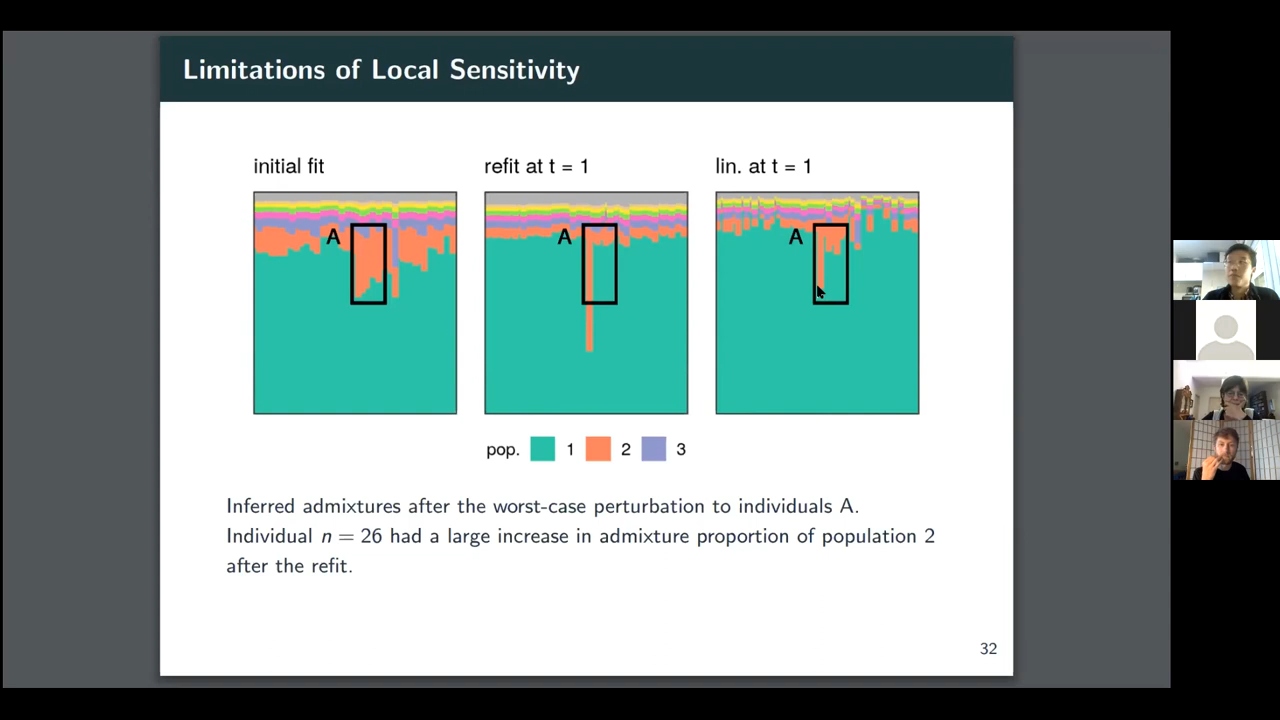 Limitations of Local Sensitivity
initial fit
refit at t = 1
lin. at t = 1
A
A
A
pop. 1 2 3
Inferred admixtures after the worst-case perturbation to individuals A.
Individual n = 26 had a large increase in admixture proportion of population 2
after the refit.
32